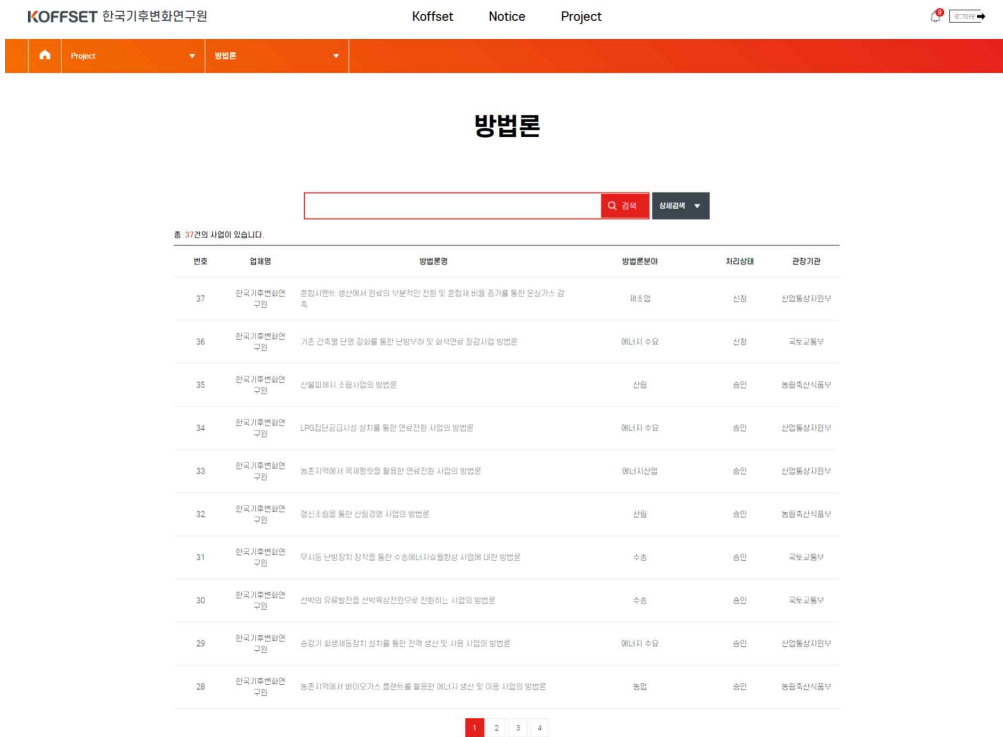 KOFFSET 한국기후변화연구원
Koffset Notice Project
9 로그아웃
Project 방법론
방법론
검색 상세검색
총 37건의 사업이 있습니다.
번호 업체명 방법론명 방법론분야 처리상태 관장기관
37 한국기후변화연구원 혼합시멘트 생산에서 원료의 부분적인 전환 및 혼합재 비율 증가를 통한 온실가스 감축 제조업 신청 산업통상자원부
36 한국기후변화연구원 기존 건축물 단열 강화를 통한 난방부하 및 화석연료 절감사업 방법론 에너지 수요 신청 국토교통부
35 한국기후변화연구원 산불피해지 조림사업의 방법론 산림 승인 농림축산식품부
34 한국기후변화연구원 LPG집단공급시설 설치를 통한 연료전환 사업의 방법론 에너지 수요 승인 산업통상자원부
33 한국기후변화연구원 농촌지역에서 목재펠릿을 활용한 연료전환 사업의 방법론 에너지산업 승인 산업통상자원부
32 한국기후변화연구원 갱신조림을 통한 산림경영 사업의 방법론 산림 승인 농림축산식품부
31 한국기후변화연구원 무시동 난방장치 장착을 통한 수송에너지효율향상 사업에 대한 방법론 수송 승인 국토교통부
30 한국기후변화연구원 선박의 유류발전을 선박육상전원으로 전환하는 사업의 방법론 수송 승인 국토교통부
29 한국기후변화연구원 승강기 회생제동장치 설치를 통한 전력 생산 및 사용 사업의 방법론 에너지 수요 승인 산업통상자원부
28 한국기후변화연구원 농촌지역에서 바이오가스 플랜트를 활용한 에너지 생산 및 이용 사업의 방법론 농업 승인 농림축산식품부
1 2 3 4